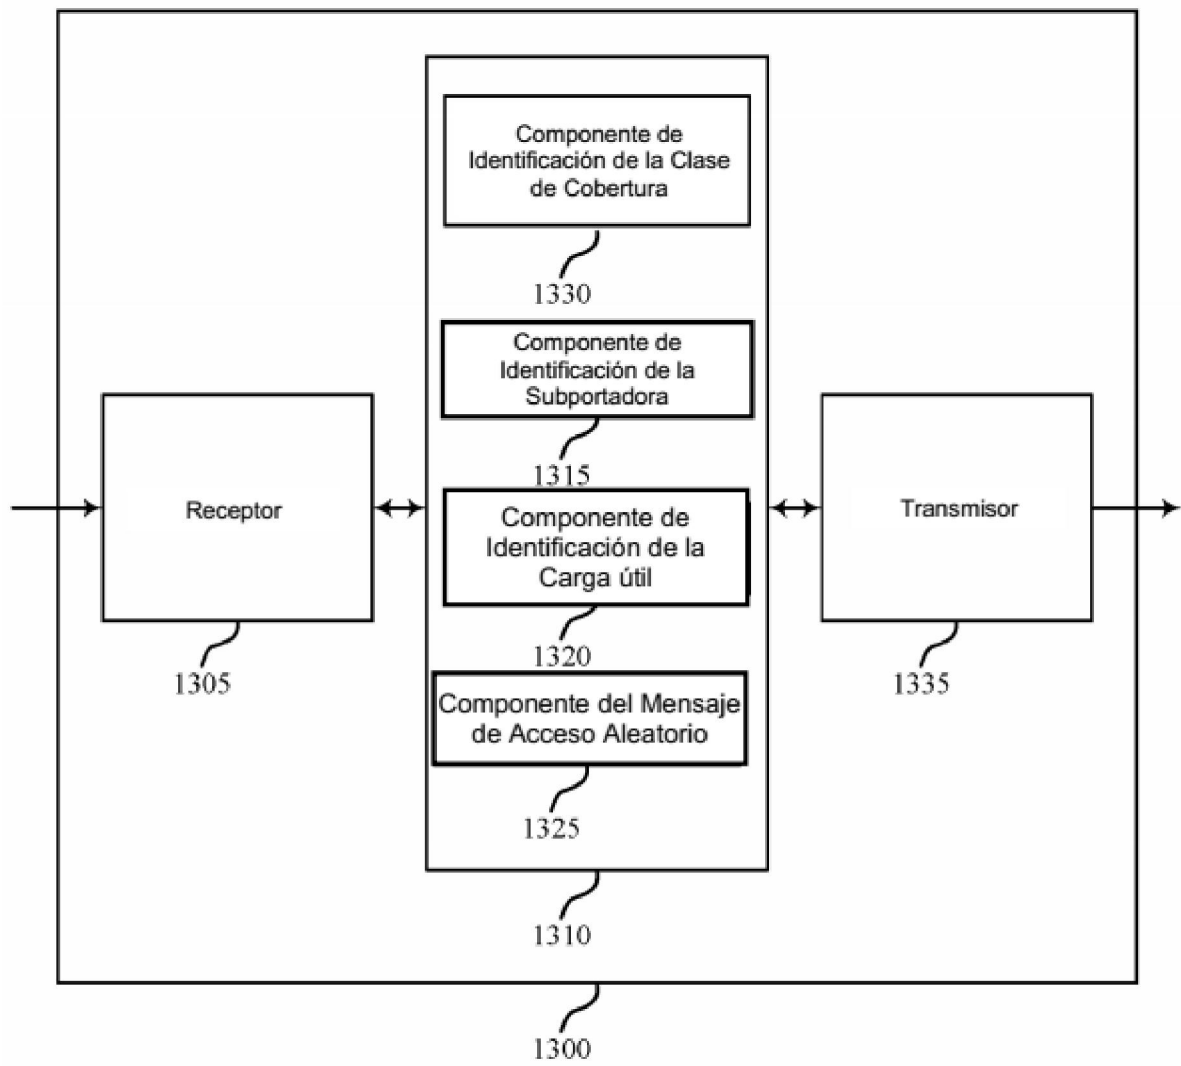 Componente de
Identificación de la Clase
de Cobertura
1330
Componente de
Identificación de la
Subportadora
1315
Receptor
1305
Componente de
Identificación de la
Carga útil
1320
Transmisor
1335
Componente del Mensaje
de Acceso Aleatorio
1325
1310
1300